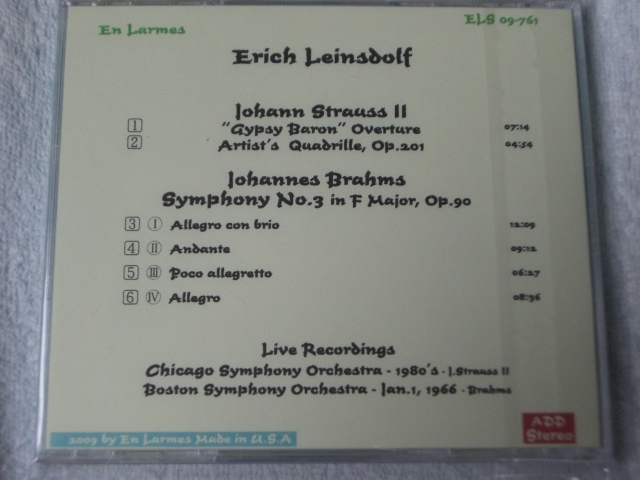 En Larmes
ELS 09-761
Erich Leinsdolf
Johann Strauss II
1 "Gypsy Baron" Overture 07:14
2 Artist's Quadrille, Op.201 04:54
Johannes Brahms
Symphony No.3 in F Major, Op.90
3 Ⅰ Allegro con brio 12:09
4 Ⅱ Andante 09:12
5 Ⅲ Poco allegretto 06:27
6 Ⅳ Allegro 08:36
Live Recordings
Chicago Symphony Orchestra - 1980's - J.Strauss II
Boston Symphony Orchestra - Jan.1, 1966 - Brahms
2009 by En Larmes Made in U.S.A
ADD
Stereo